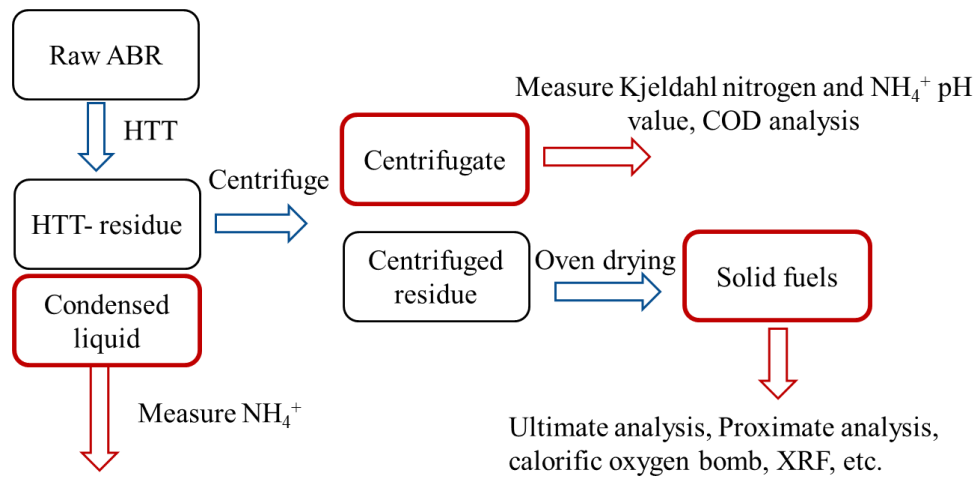 Raw ABR
HTT
HTT- residue
Condensed
liquid
Measure NH₄⁺
Centrifuge
Centrifugate
Measure Kjeldahl nitrogen and NH₄⁺ pH
value, COD analysis
Centrifuged
residue
Oven drying
Solid fuels
Ultimate analysis, Proximate analysis,
calorific oxygen bomb, XRF, etc.